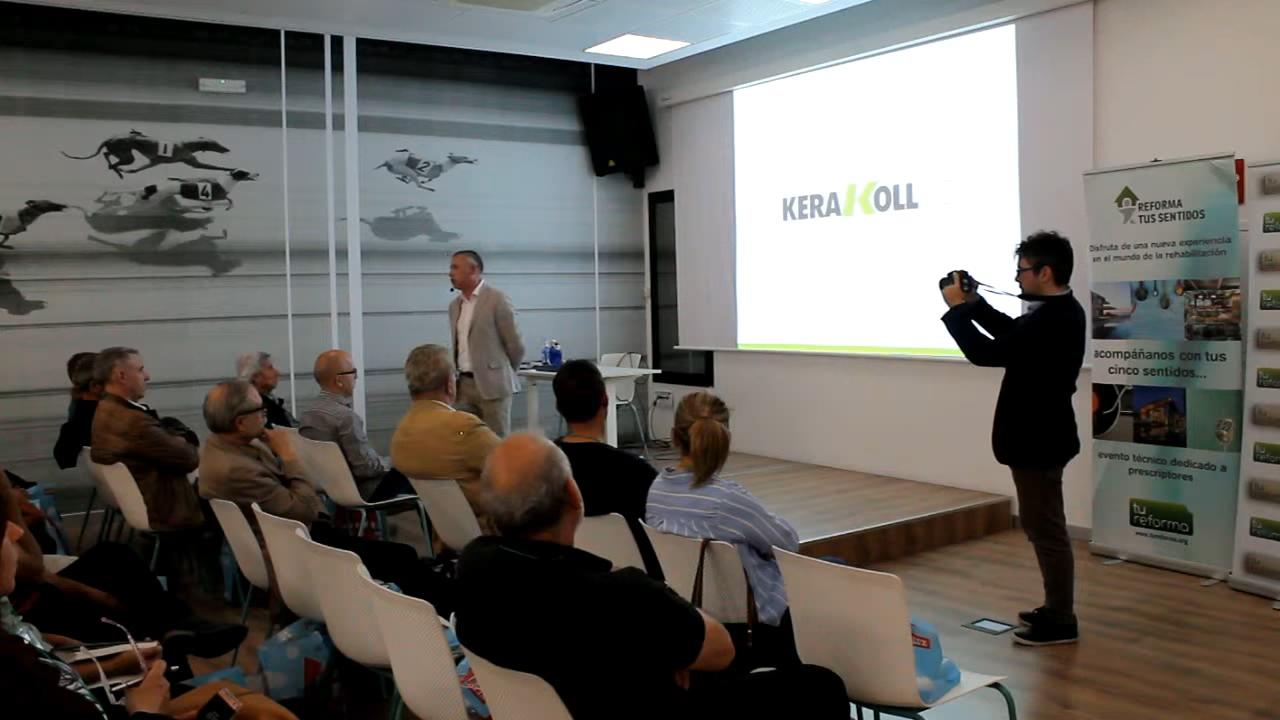 1
4
2
KERAKOLL
REFORMA
TUS SENTIDOS
Disfruta de una nueva experiencia
en el mundo de la rehabilitación
acompáñanos con tus
cinco sentidos...
evento técnico dedicado a
prescriptores
tu
reforma